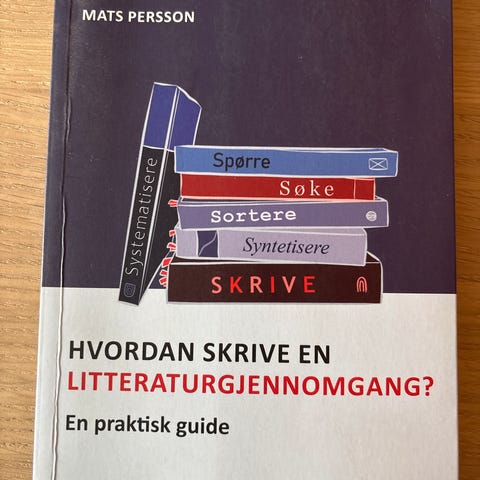 MATS PERSSON
Systematisere
Spørre
Søke
Sortere
Syntetisere
SKRIVE
HVORDAN SKRIVE EN
LITTERATURGJENNOMGANG?
En praktisk guide